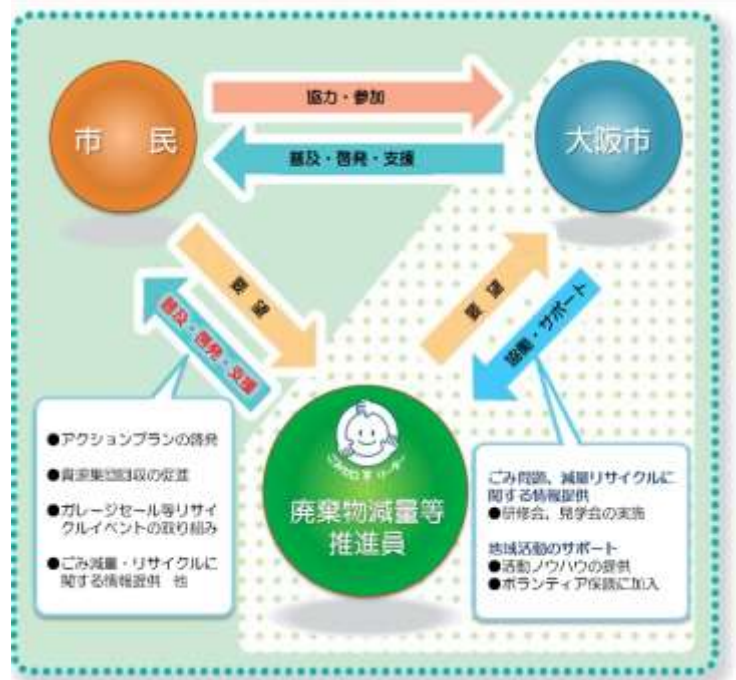 協力・参加
市 民
大阪市
普及・啓発・支援
要 望
要 望
普及・啓発・支援
協働・サポート
●アクションプランの啓発
●資源集団回収の促進
●ガレージセール等リサイ
クルイベントの取り組み
●ごみ減量・リサイクルに
関する情報提供 他
廃棄物減量等
推進員
ごみ問題、減量リサイクルに
関する情報提供
●研修会、見学会の実施
地域活動のサポート
●活動ノウハウの提供
●ボランティア保険に加入